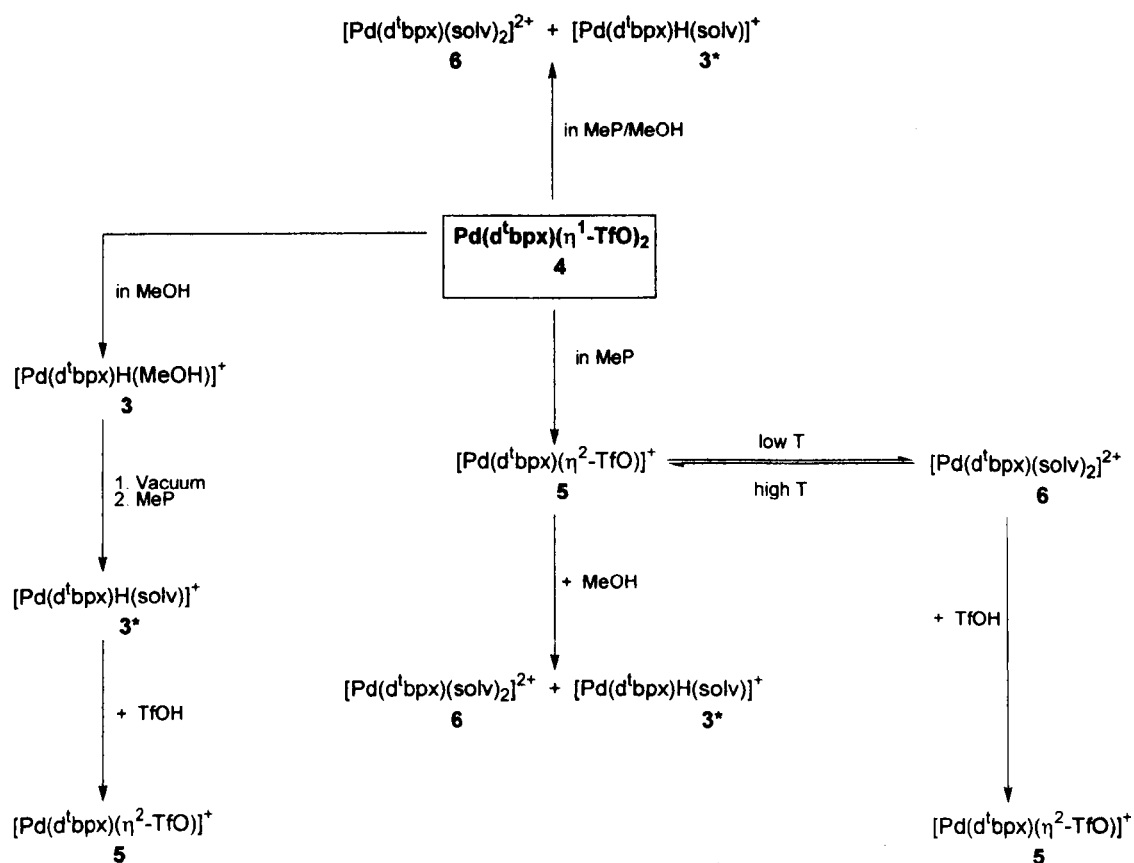 [Pd(dᵗbpx)(solv)₂]²⁺ + [Pd(dᵗbpx)H(solv)]⁺
6 3*
in MeP/MeOH
Pd(dᵗbpx)(η¹-TfO)₂
4
in MeOH
in MeP
[Pd(dᵗbpx)H(MeOH)]⁺
3
[Pd(dᵗbpx)(η²-TfO)]⁺
5
low T
high T
[Pd(dᵗbpx)(solv)₂]²⁺
6
1. Vacuum
2. MeP
+ MeOH
+ TfOH
[Pd(dᵗbpx)H(solv)]⁺
3*
[Pd(dᵗbpx)(solv)₂]²⁺ + [Pd(dᵗbpx)H(solv)]⁺
6 3*
+ TfOH
[Pd(dᵗbpx)(η²-TfO)]⁺
5
[Pd(dᵗbpx)(η²-TfO)]⁺
5